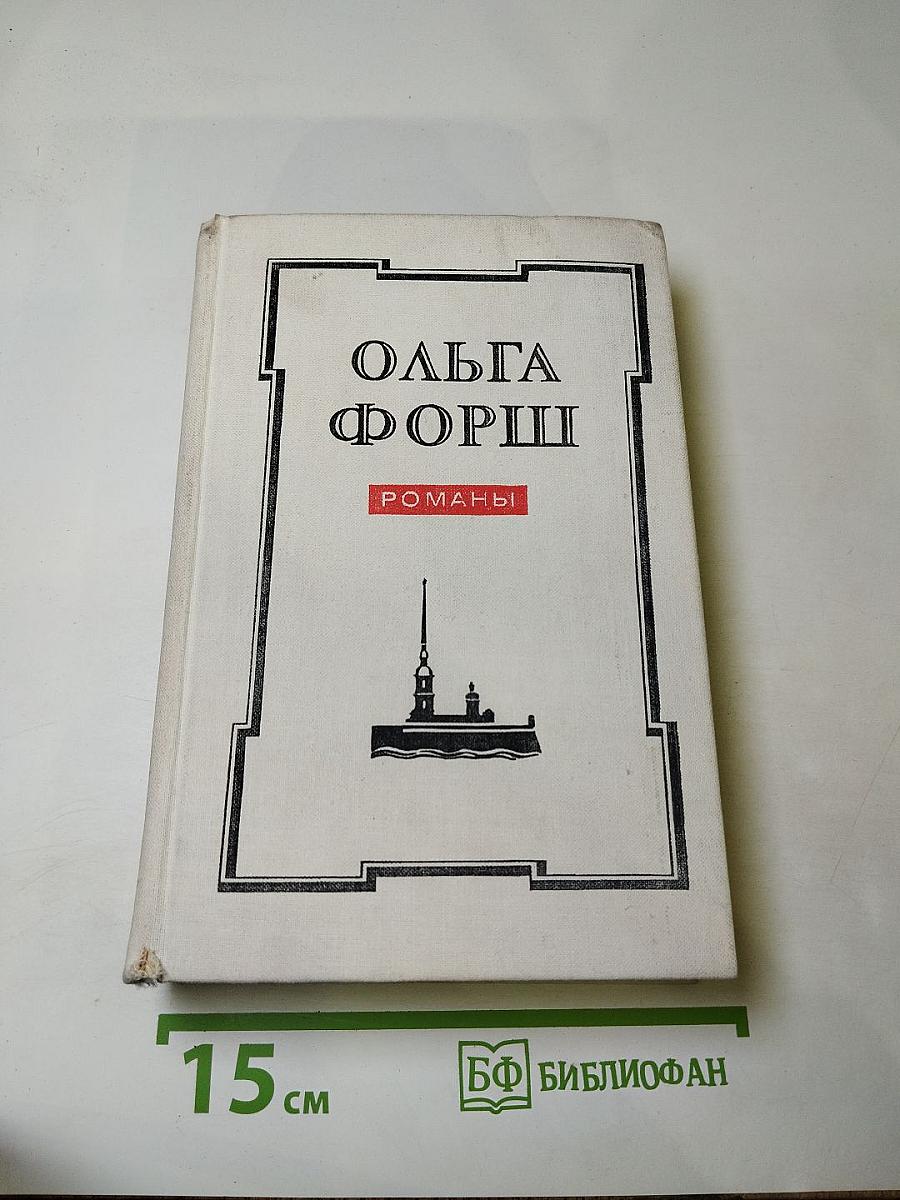 ОЛЬГА
ФОРШ
РОМАНЫ
15 см
БФ БИБЛИОФАН